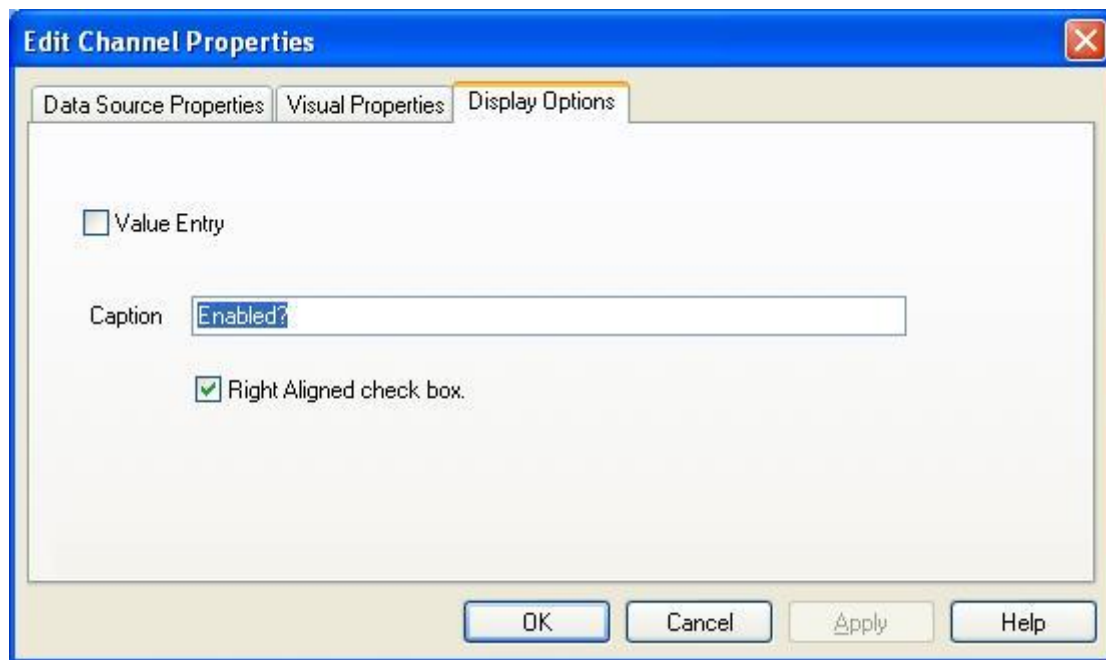 Edit Channel Properties
Data Source Properties Visual Properties Display Options
Value Entry
Caption Enabled?
Right Aligned check box.
OK Cancel Apply Help